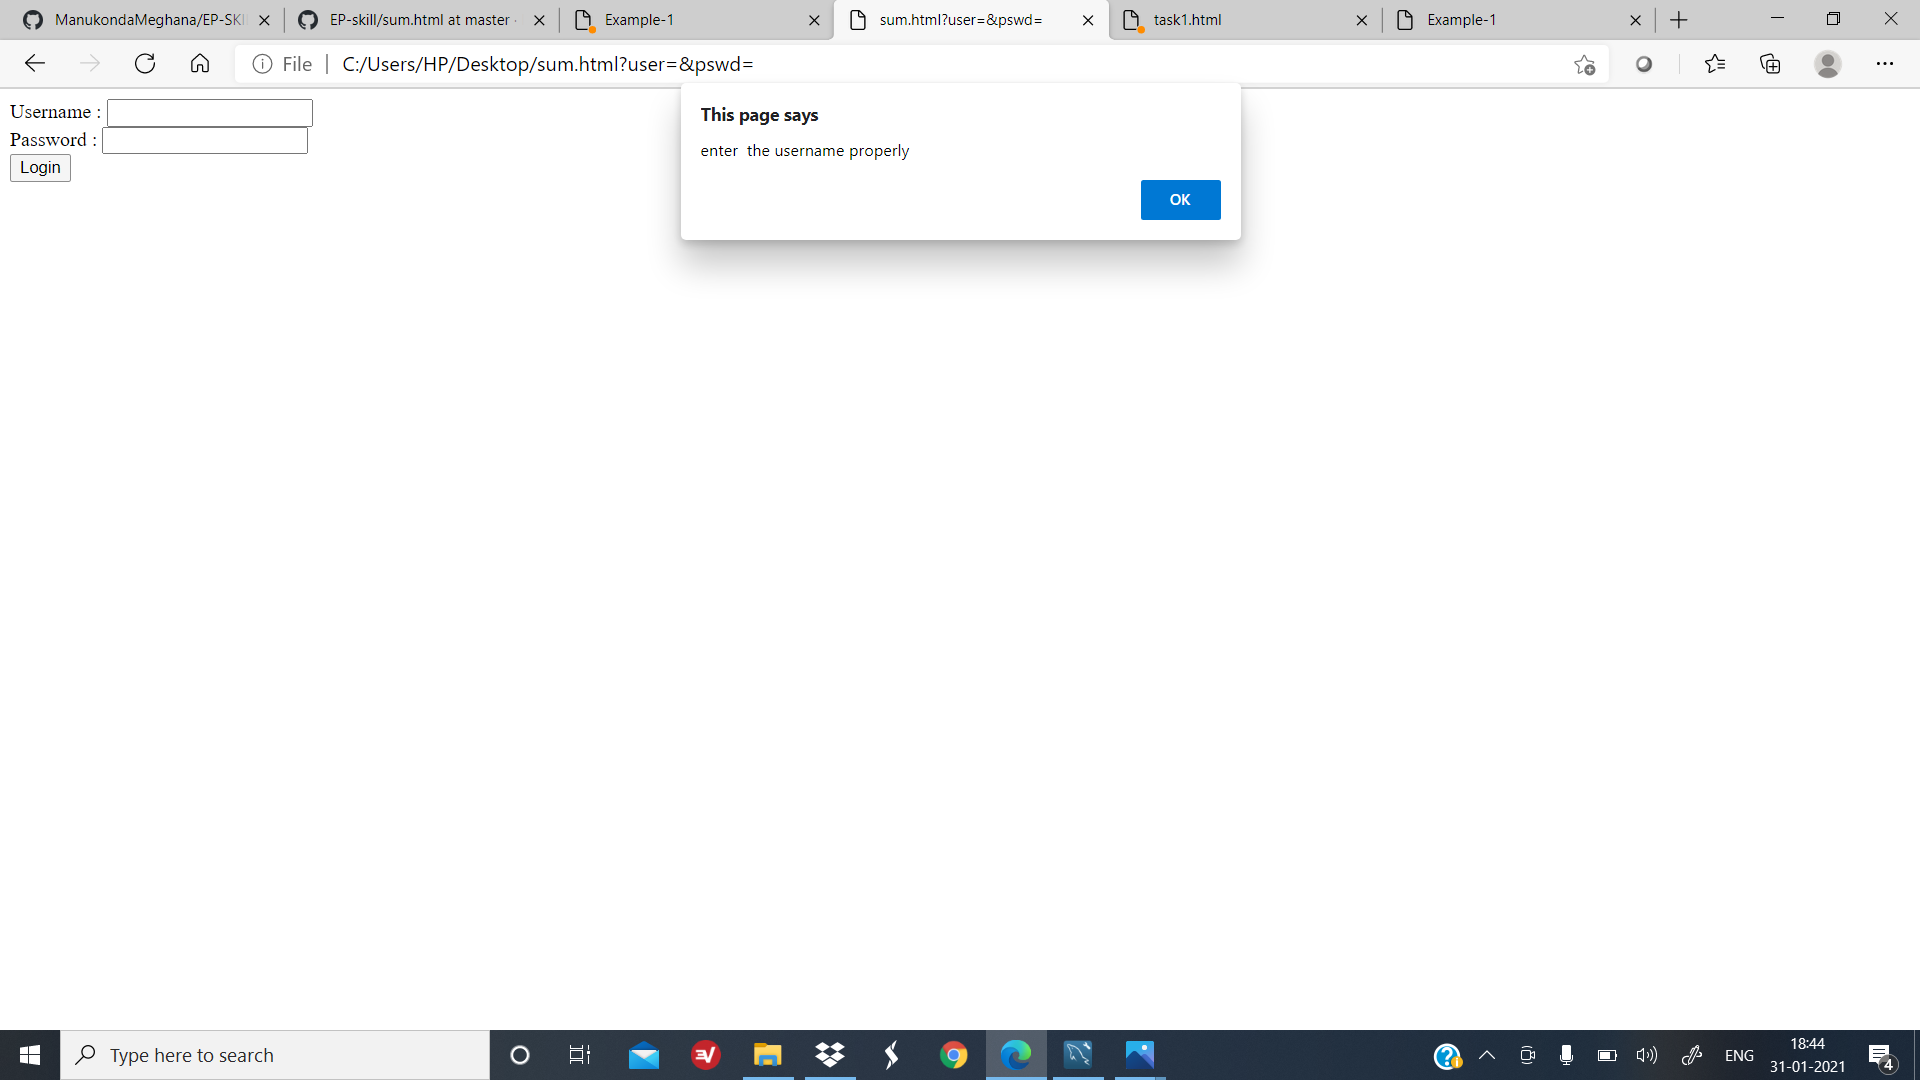 ManukondaMeghana/EP-SKI
EP-skill/sum.html at master
Example-1
sum.html?user=&pswd=
task1.html
Example-1
File
C:/Users/HP/Desktop/sum.html?user=&pswd=
Username :
Password :
Login
This page says
enter  the username properly
OK
Type here to search
ENG
18:44
31-01-2021
4